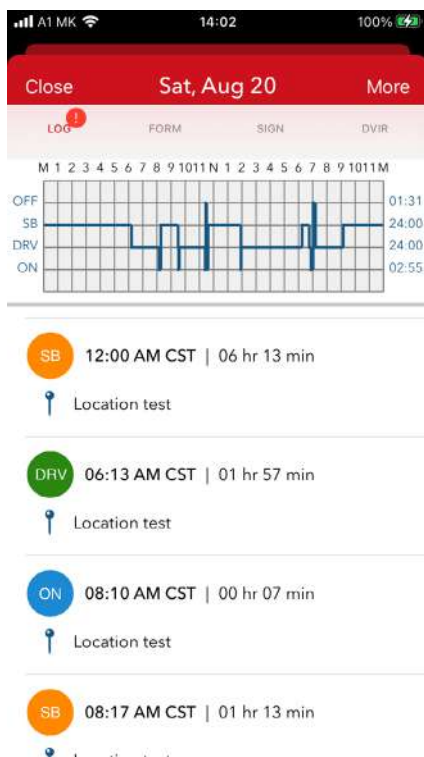 A1 MK 14:02 100%
Close Sat, Aug 20 More
LOG ! FORM SIGN DVIR
M 1 2 3 4 5 6 7 8 9 10 11 N 1 2 3 4 5 6 7 8 9 10 11 M
OFF 01:31
SB 24:00
DRV 24:00
ON 02:55
SB 12:00 AM CST | 06 hr 13 min
Location test
DRV 06:13 AM CST | 01 hr 57 min
Location test
ON 08:10 AM CST | 00 hr 07 min
Location test
SB 08:17 AM CST | 01 hr 13 min